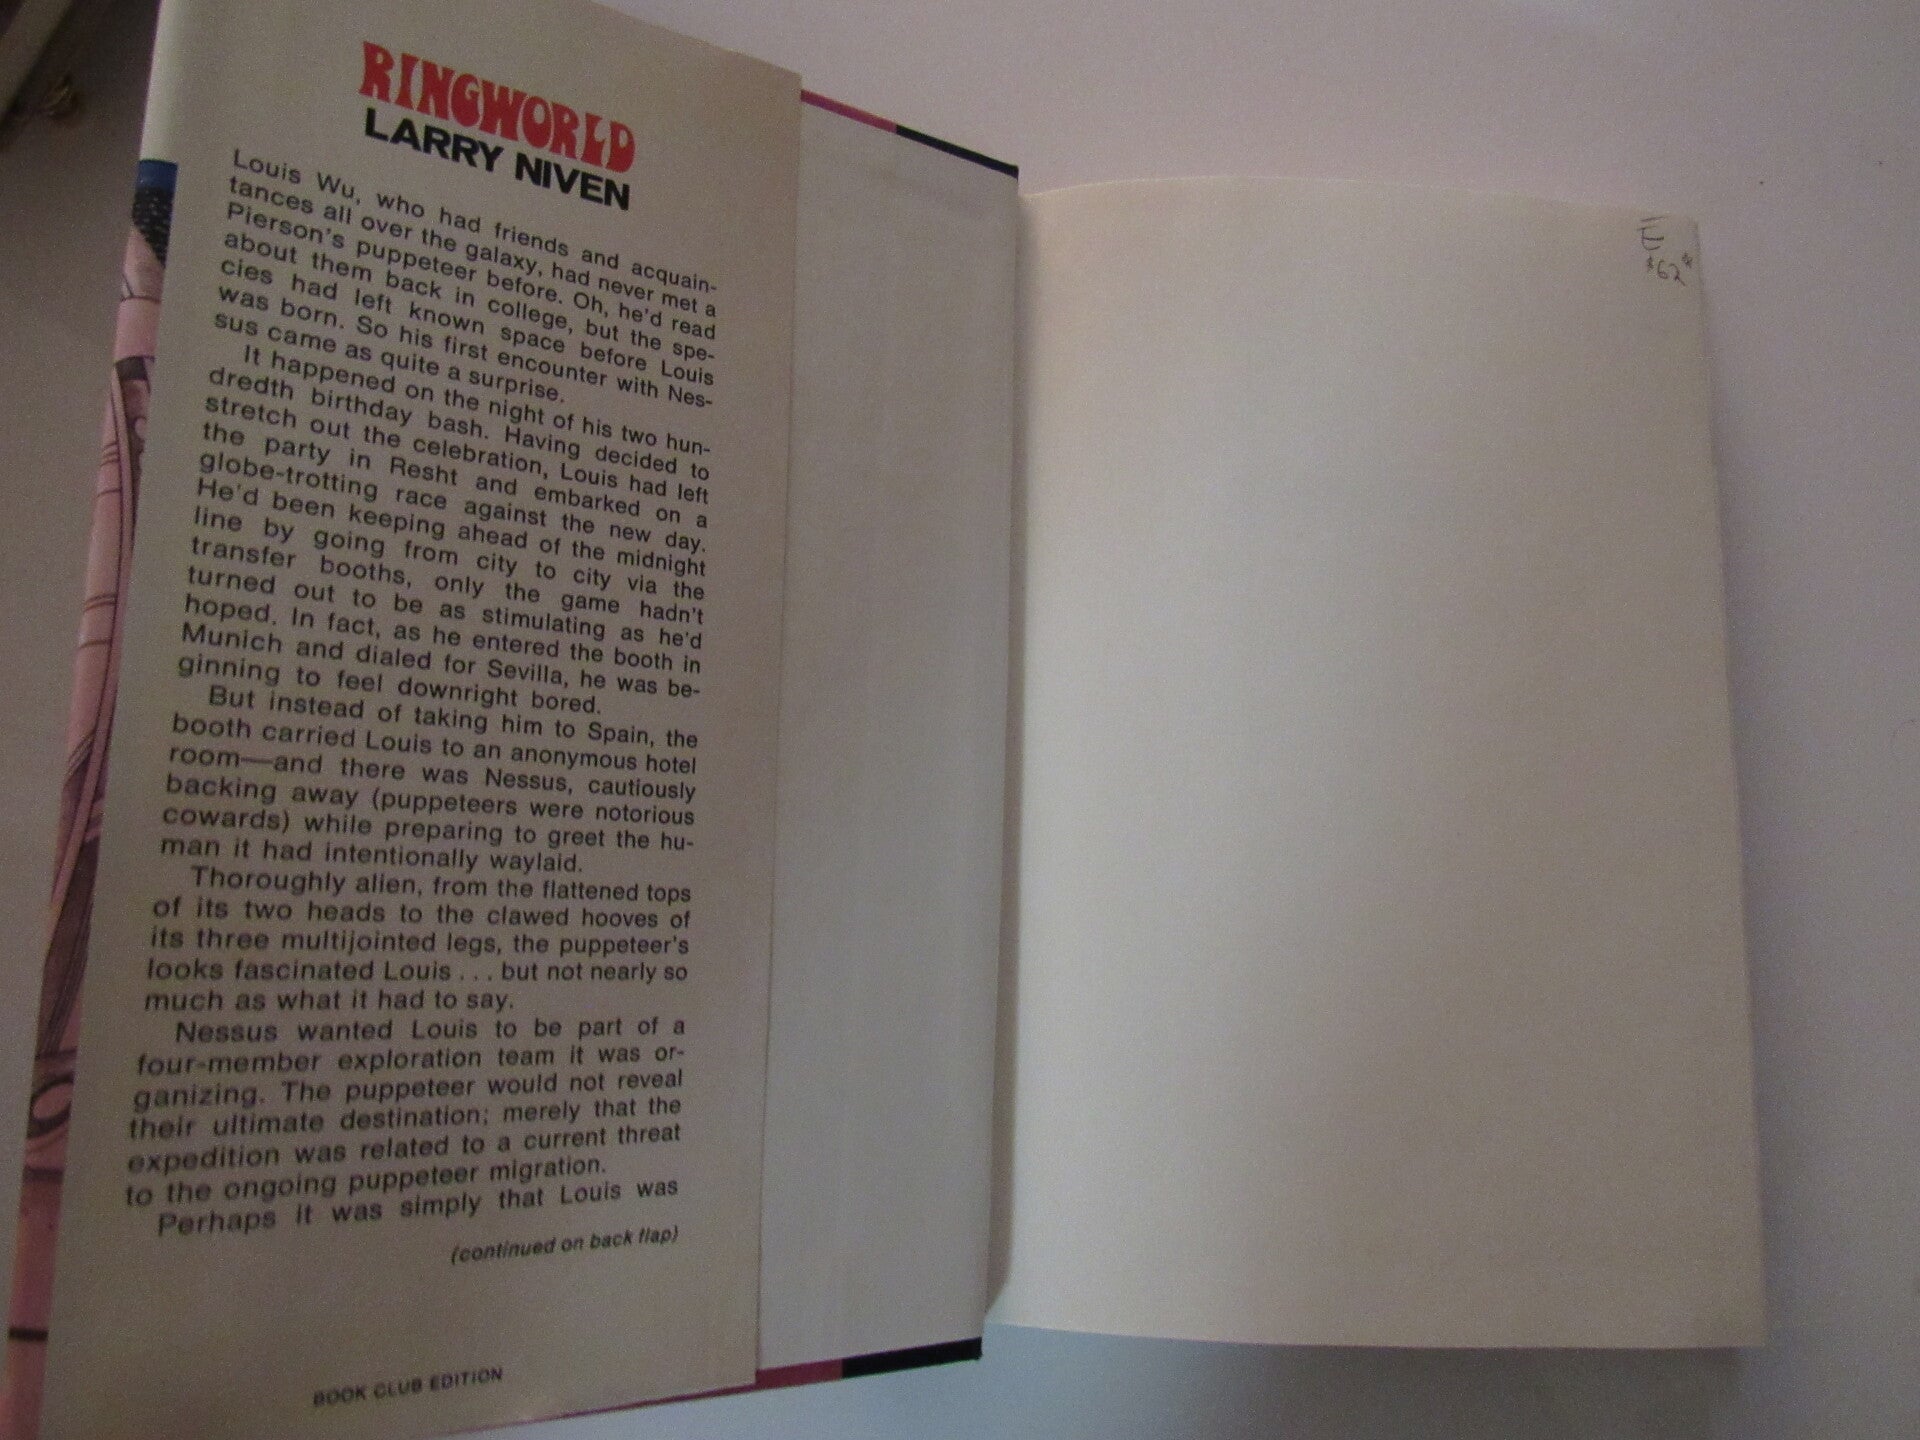 RINGWORLD
LARRY NIVEN
Louis Wu, who had friends and acquain-
tances all over the galaxy, had never met a
Pierson's puppeteer before. Oh, he'd read
about them back in college, but the spe-
cies had left known space before Louis
was born. So his first encounter with Nes-
sus came as quite a surprise.
It happened on the night of his two hun-
dredth birthday bash. Having decided to
stretch out the celebration, Louis had left
the party in Resht and embarked on a
globe-trotting race against the new day.
He'd been keeping ahead of the midnight
line by going from city to city via the
transfer booths, only the game hadn't
turned out to be as stimulating as he'd
hoped. In fact, as he entered the booth in
Munich and dialed for Sevilla, he was be-
ginning to feel downright bored.
But instead of taking him to Spain, the
booth carried Louis to an anonymous hotel
room—and there was Nessus, cautiously
backing away (puppeteers were notorious
cowards) while preparing to greet the hu-
man it had intentionally waylaid.
Thoroughly alien, from the flattened tops
of its two heads to the clawed hooves of
its three multijointed legs, the puppeteer's
looks fascinated Louis . . . but not nearly so
much as what it had to say.
Nessus wanted Louis to be part of a
four-member exploration team it was or-
ganizing. The puppeteer would not reveal
their ultimate destination; merely that the
expedition was related to a current threat
to the ongoing puppeteer migration.
Perhaps it was simply that Louis was
(continued on back flap)
BOOK CLUB EDITION
E
$62